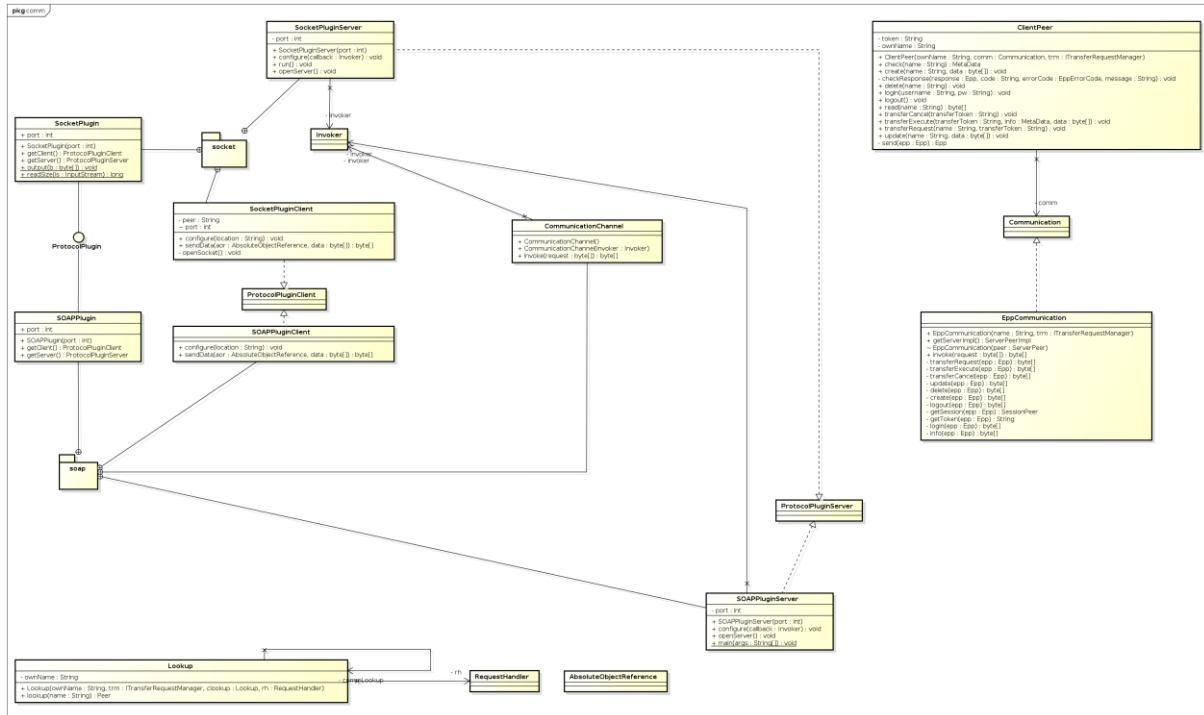 pkg comm
SocketPluginServer
- port : int
+ SocketPluginServer(port : int)
+ configure(callback : Invoker) : void
+ run() : void
+ openServer() : void
ClientPeer
- token : String
- ownName : String
+ ClientPeer(ownName : String, comm : Communication, trm : ITransferRequestManager)
+ check(name : String) : MetaData
+ create(name : String, data : byte[]) : void
- checkResponse(response : Epp, code : String, errorCode : EppErrorCode, message : String) : void
+ delete(name : String) : void
+ login(username : String, pw : String) : void
+ logout() : void
+ read(name : String) : byte[]
+ transferCancel(transferToken : String) : void
+ transferExecute(transferToken : String, info : MetaData, data : byte[]) : void
+ transferRequest(name : String, transferToken : String) : void
+ update(name : String, data : byte[]) : void
- send(epp : Epp) : Epp
- invoker
SocketPlugin
+ port : int
+ SocketPlugin(port : int)
+ getClient() : ProtocolPluginClient
+ getServer() : ProtocolPluginServer
+ output(b : byte[]) : void
+ readSize(is : InputStream) : long
socket
Invoker
- invoker
- invoker
SocketPluginClient
- peer : String
~ port : int
+ configure(location : String) : void
+ sendData(aor : AbsoluteObjectReference, data : byte[]) : byte[]
- openSocket() : void
- comm
Communication
CommunicationChannel
+ CommunicationChannel()
+ CommunicationChannel(invoker : Invoker)
+ invoke(request : byte[]) : byte[]
ProtocolPlugin
ProtocolPluginClient
SOAPPlugin
+ port : int
+ SOAPPlugin(port : int)
+ getClient() : ProtocolPluginClient
+ getServer() : ProtocolPluginServer
SOAPPluginClient
+ configure(location : String) : void
+ sendData(aor : AbsoluteObjectReference, data : byte[]) : byte[]
EppCommunication
+ EppCommunication(name : String, trm : ITransferRequestManager)
+ getServerImpl() : ServerPeerImpl
~ EppCommunication(peer : ServerPeer)
+ invoke(request : byte[]) : byte[]
- transferRequest(epp : Epp) : byte[]
- transferExecute(epp : Epp) : byte[]
- transferCancel(epp : Epp) : byte[]
- update(epp : Epp) : byte[]
- delete(epp : Epp) : byte[]
- create(epp : Epp) : byte[]
- logout(epp : Epp) : byte[]
- getSession(epp : Epp) : SessionPeer
- getToken(epp : Epp) : String
- login(epp : Epp) : byte[]
- info(epp : Epp) : byte[]
soap
ProtocolPluginServer
SOAPPluginServer
- port : int
+ SOAPPluginServer(port : int)
+ configure(callback : Invoker) : void
+ openServer() : void
+ main(args : String[]) : void
Lookup
- ownName : String
+ Lookup(ownName : String, trm : ITransferRequestManager, clookup : Lookup, rh : RequestHandler)
+ lookup(name : String) : Peer
- rh
RequestHandler
AbsoluteObjectReference